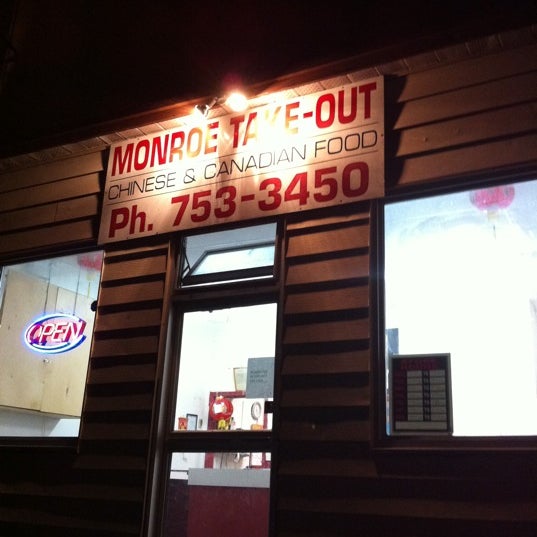 MONROE TAKE-OUT
CHINESE & CANADIAN FOOD
Ph. 753-3450
OPEN